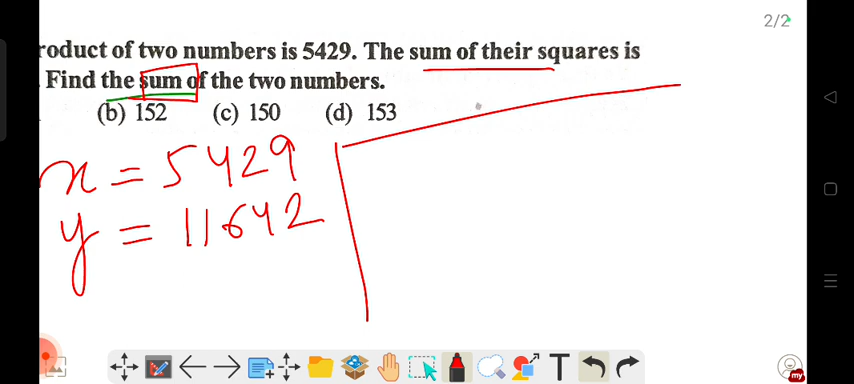 2/2
roduct of two numbers is 5429. The sum of their squares is
. Find the sum of the two numbers.
(b) 152 (c) 150 (d) 153
x = 5429
y = 11642
T
my